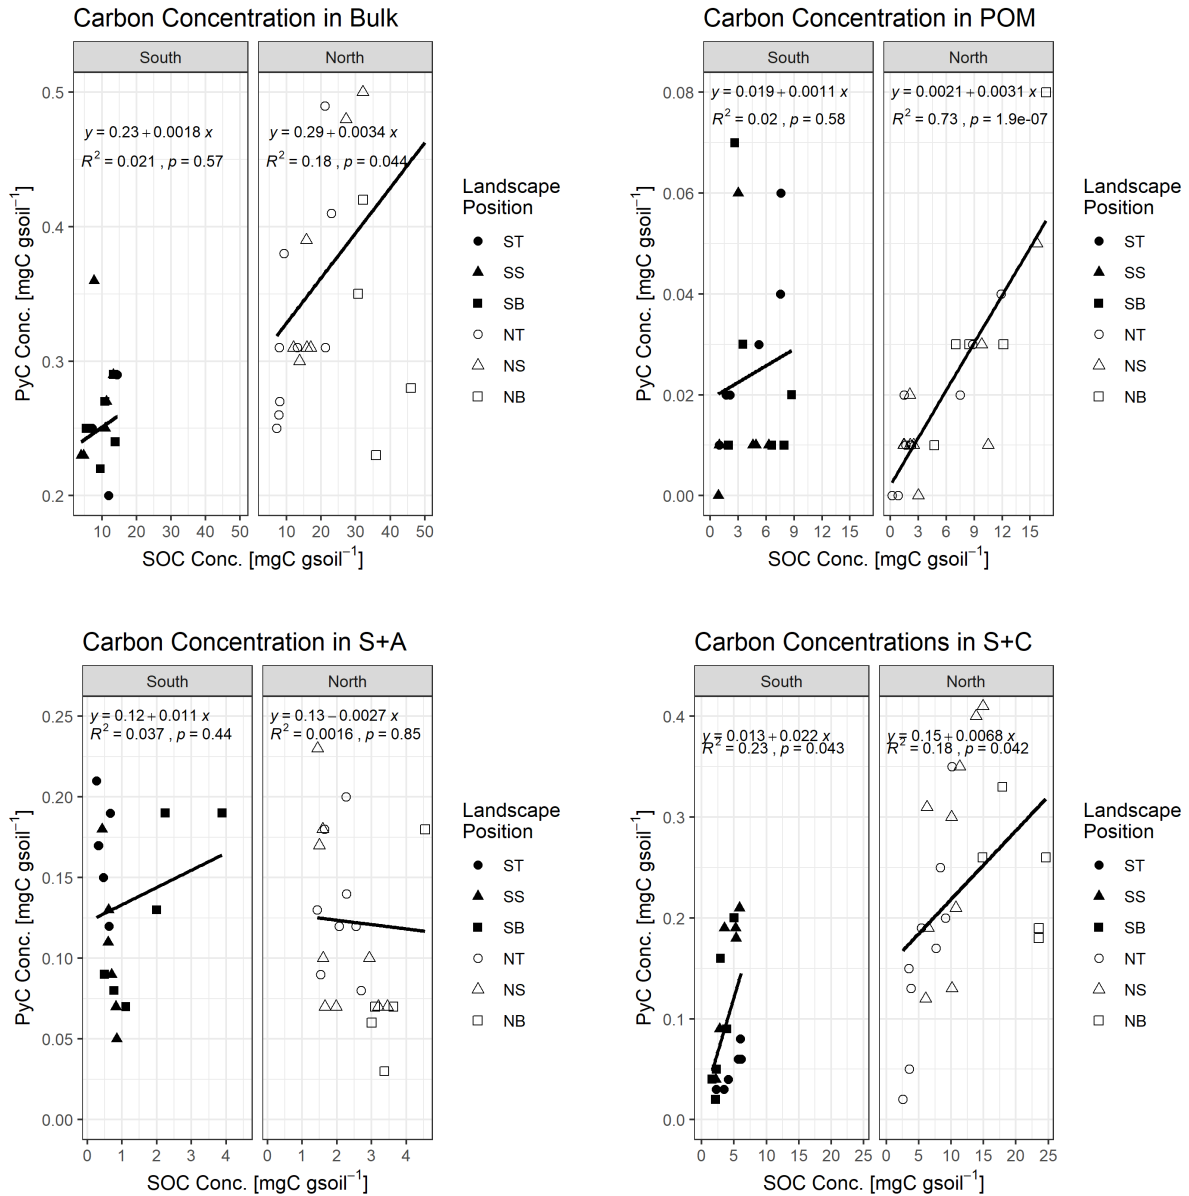 Carbon Concentration in Bulk
South
North
y = 0.23 + 0.0018 x
R² = 0.021 , p = 0.57
y = 0.29 + 0.0034 x
R² = 0.18 , p = 0.044
0.5
0.4
0.3
0.2
PyC Conc. [mgC gsoil⁻¹]
10 20 30 40 50
10 20 30 40 50
SOC Conc. [mgC gsoil⁻¹]
Landscape
Position
ST
SS
SB
NT
NS
NB
Carbon Concentration in POM
South
North
y = 0.019 + 0.0011 x
R² = 0.02 , p = 0.58
y = 0.0021 + 0.0031 x
R² = 0.73 , p = 1.9e-07
0.08
0.06
0.04
0.02
0.00
PyC Conc. [mgC gsoil⁻¹]
0 3 6 9 12 15
0 3 6 9 12 15
SOC Conc. [mgC gsoil⁻¹]
Landscape
Position
ST
SS
SB
NT
NS
NB
Carbon Concentration in S+A
South
North
y = 0.12 + 0.011 x
R² = 0.037 , p = 0.44
y = 0.13 − 0.0027 x
R² = 0.0016 , p = 0.85
0.25
0.20
0.15
0.10
0.05
0.00
PyC Conc. [mgC gsoil⁻¹]
0 1 2 3 4
0 1 2 3 4
SOC Conc. [mgC gsoil⁻¹]
Landscape
Position
ST
SS
SB
NT
NS
NB
Carbon Concentrations in S+C
South
North
y = 0.013 + 0.022 x
R² = 0.23 , p = 0.043
y = 0.15 + 0.0068 x
R² = 0.18 , p = 0.042
0.4
0.3
0.2
0.1
0.0
PyC Conc. [mgC gsoil⁻¹]
0 5 10 15 20 25
0 5 10 15 20 25
SOC Conc. [mgC gsoil⁻¹]
Landscape
Position
ST
SS
SB
NT
NS
NB